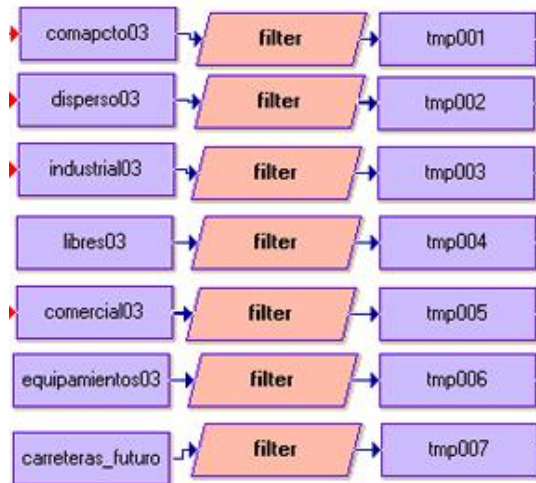 comapcto03 filter tmp001
disperso03 filter tmp002
industrial03 filter tmp003
libres03 filter tmp004
comercial03 filter tmp005
equipamientos03 filter tmp006
carreteras_futuro filter tmp007